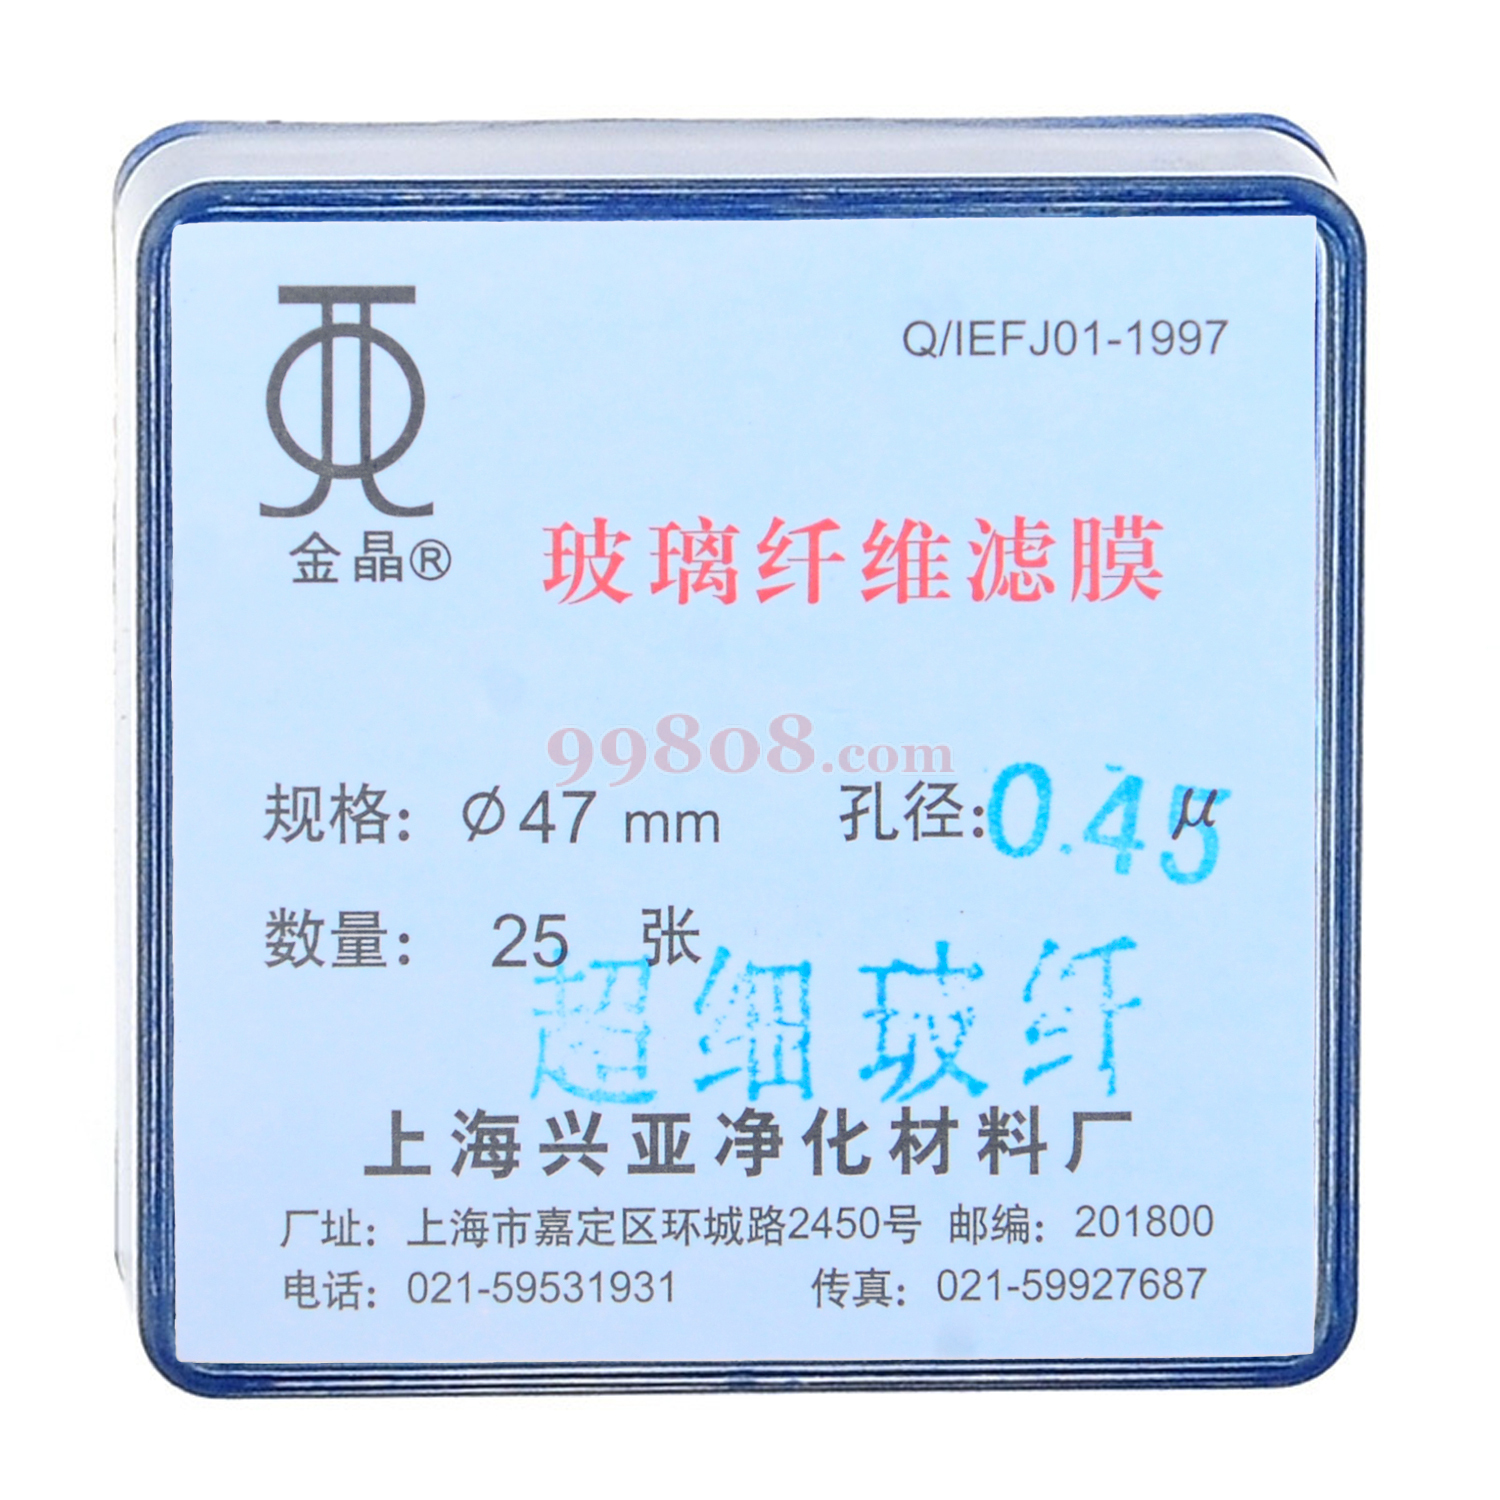 Q/IEFJ01-1997
金晶®
玻璃纤维滤膜
99808.com
规格: Ø47 mm 孔径:0.45μ
数量: 25 张
超细玻纤
上海兴亚净化材料厂
厂址: 上海市嘉定区环城路2450号 邮编: 201800
电话: 021-59531931 传真: 021-59927687